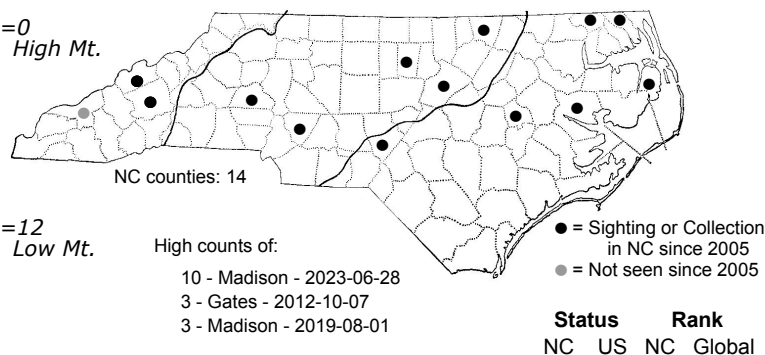 =0
High Mt.
NC counties: 14
=12
Low Mt.
High counts of:
10 - Madison - 2023-06-28
3 - Gates - 2012-10-07
3 - Madison - 2019-08-01
● = Sighting or Collection
in NC since 2005
● = Not seen since 2005
Status Rank
NC US NC Global